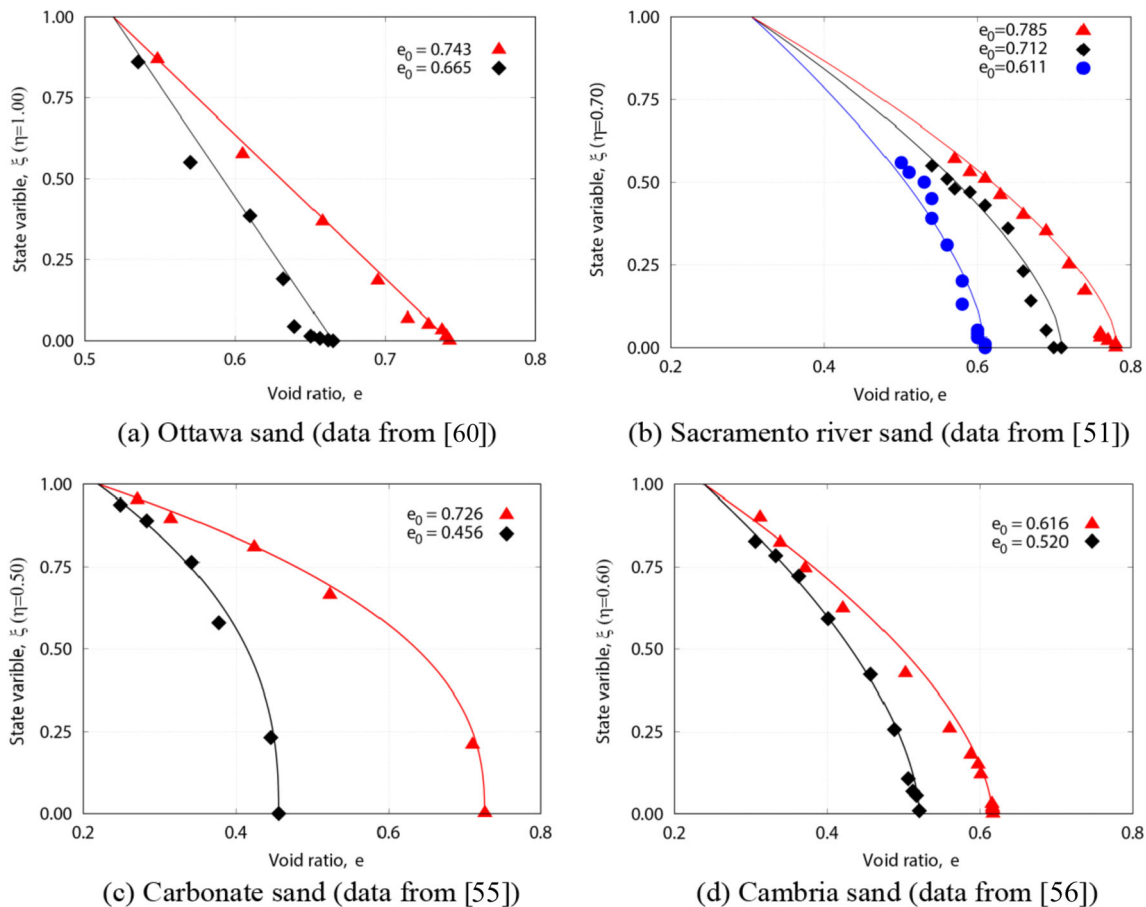 1.00
0.75
0.50
0.25
0.00
State varible, ξ (η=1.00)
e0 = 0.743
e0 = 0.665
0.5
0.6
0.7
0.8
Void ratio, e
(a) Ottawa sand (data from [60])
1.00
0.75
0.50
0.25
0.00
State variable, ξ (η=0.70)
e0=0.785
e0=0.712
e0=0.611
0.2
0.4
0.6
0.8
Void ratio, e
(b) Sacramento river sand (data from [51])
1.00
0.75
0.50
0.25
0.00
State varible, ξ (η=0.50)
e0 = 0.726
e0 = 0.456
0.2
0.4
0.6
0.8
Void ratio, e
(c) Carbonate sand (data from [55])
1.00
0.75
0.50
0.25
0.00
State varible, ξ (η=0.60)
e0 = 0.616
e0 = 0.520
0.2
0.4
0.6
0.8
Void ratio, e
(d) Cambria sand (data from [56])